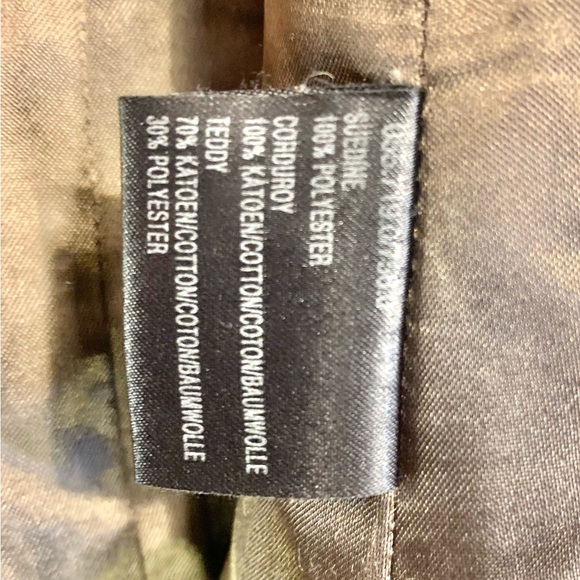 SUEDINE
100% POLYESTER
CORDUROY
100% KATOEN/COTTON/COTON/BAUMWOLLE
TEDDY
70% KATOEN/COTTON/COTON/BAUMWOLLE
30% POLYESTER